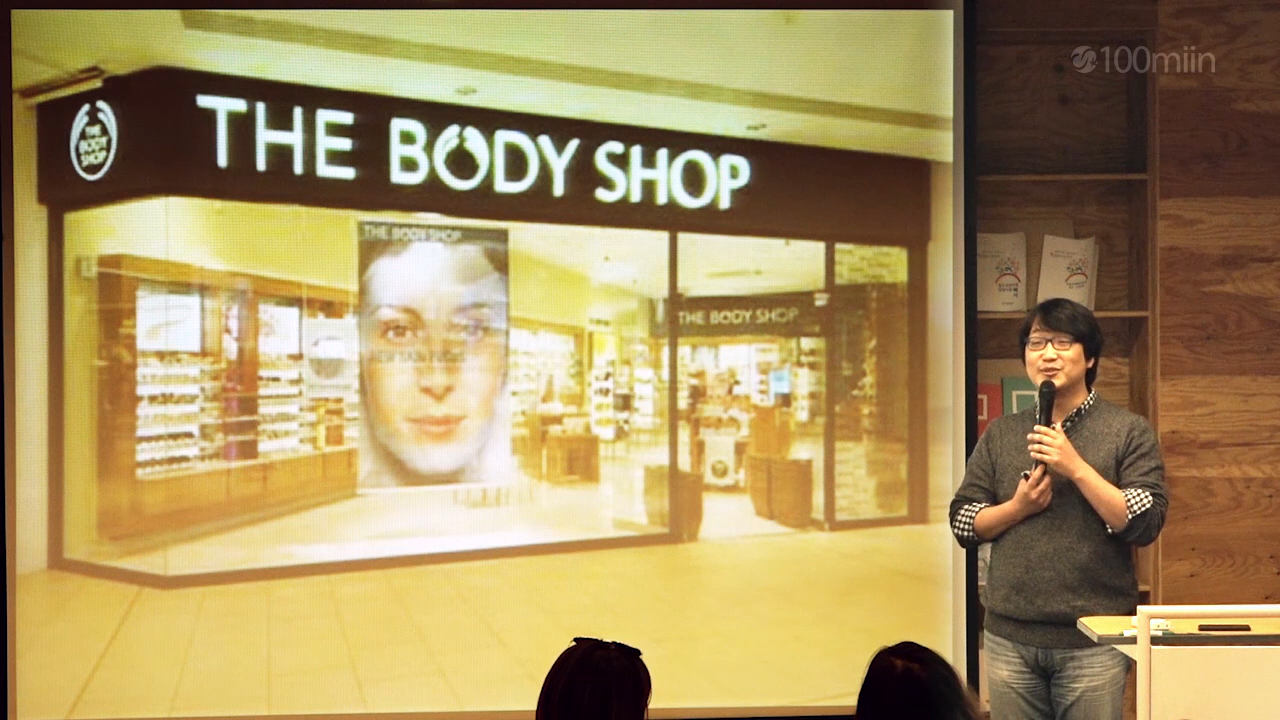 100miin
THE BODY SHOP
THE
BODY
SHOP
THE BODY SHOP
THE BODY SHOP